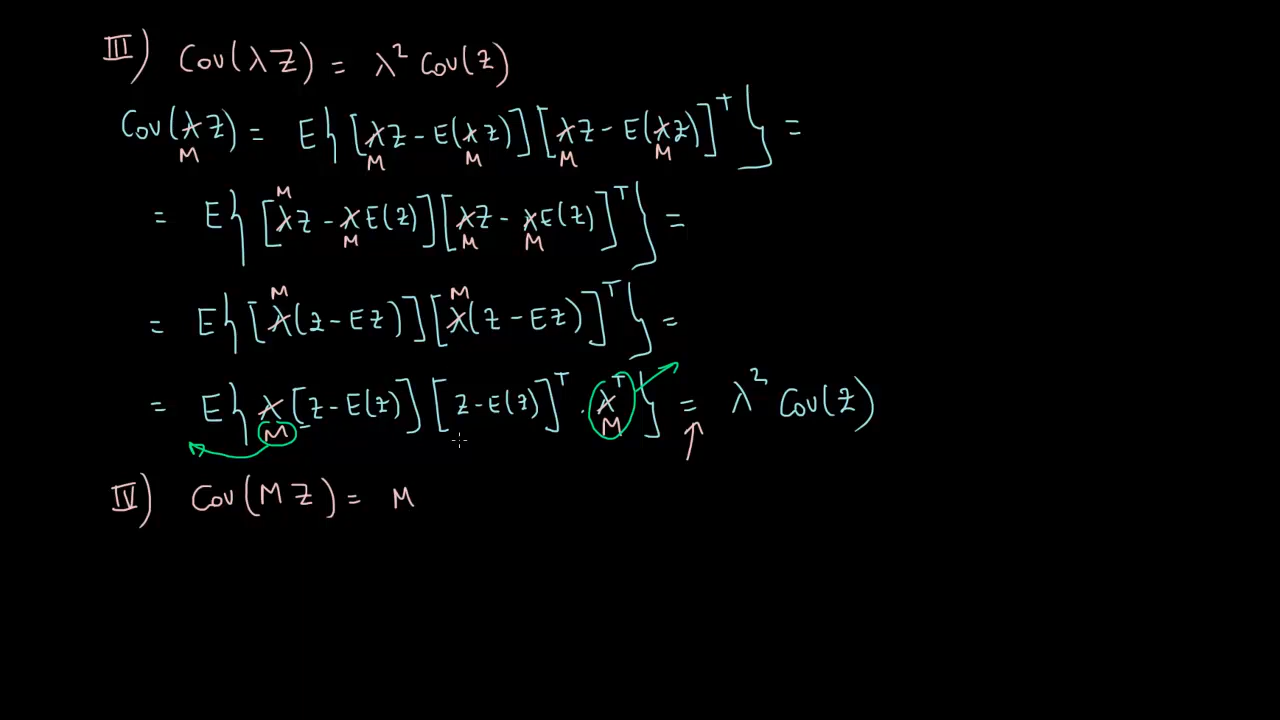 III) Cov(λZ) = λ² Cov(Z)
Cov(λZ) = E{[λZ - E(λZ)][λZ - E(λZ)]ᵀ} =
M M M M M
M
= E{[λZ - λE(Z)][λZ - λE(Z)]ᵀ} =
M M M
M M
= E{[λ(Z - EZ)][λ(Z - EZ)]ᵀ} =
= E{λ[Z - E(Z)][Z - E(Z)]ᵀ · λᵀ} = λ² Cov(Z)
M M
IV) Cov(MZ) = M